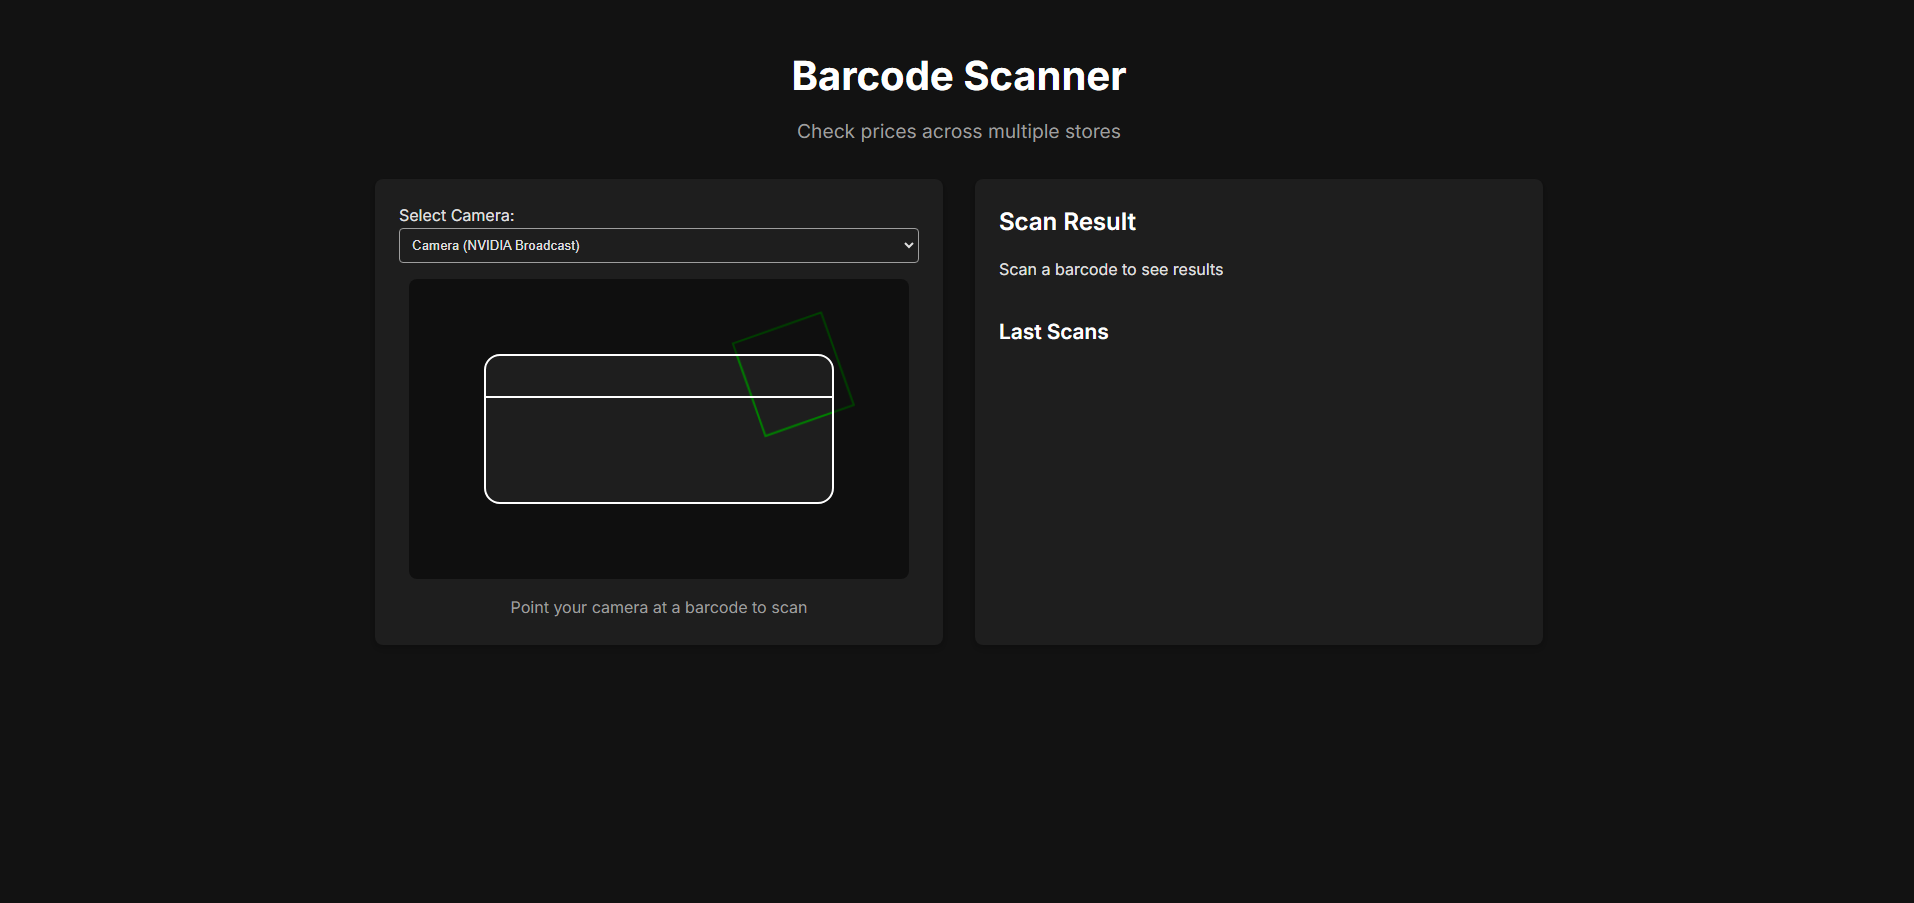 Barcode Scanner
Check prices across multiple stores
Select Camera:
Camera (NVIDIA Broadcast)
Point your camera at a barcode to scan
Scan Result
Scan a barcode to see results
Last Scans